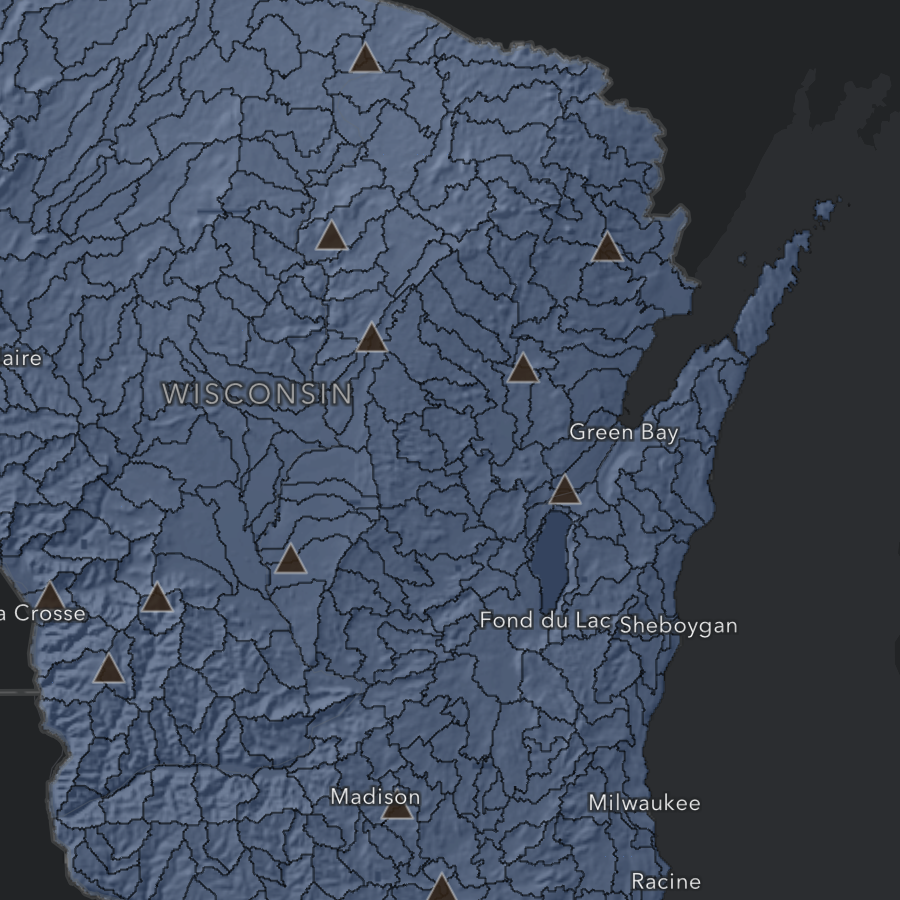 aire
WISCONSIN
Green Bay
a Crosse
Fond du Lac
Sheboygan
Madison
Milwaukee
Racine